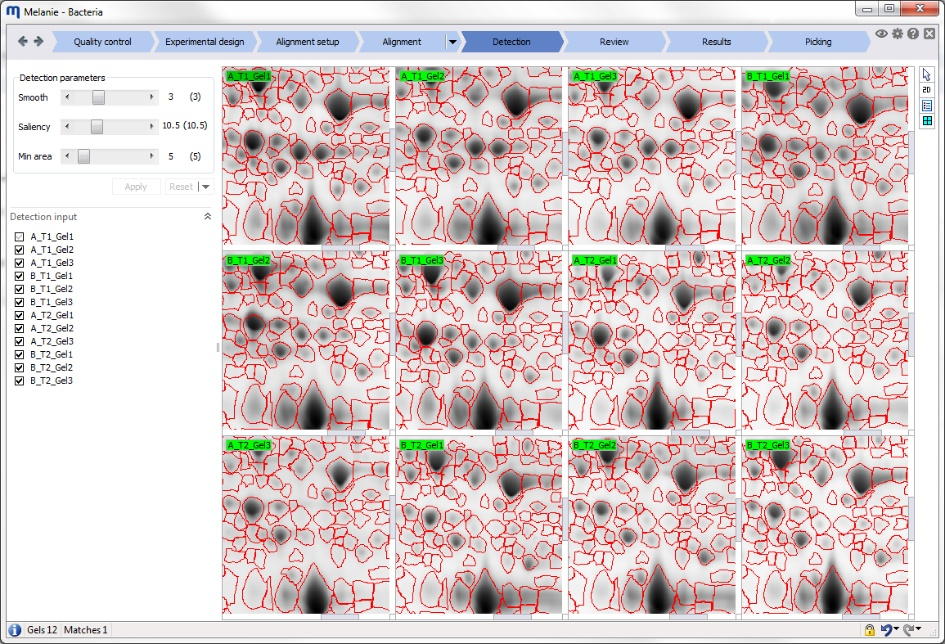 Melanie - Bacteria
Quality control
Experimental design
Alignment setup
Alignment
Detection
Review
Results
Picking
Detection parameters
Smooth 3 (3)
Saliency 10.5 (10.5)
Min area 5 (5)
Apply Reset
Detection input
A_T1_Gel1
A_T1_Gel2
A_T1_Gel3
B_T1_Gel1
B_T1_Gel2
B_T1_Gel3
A_T2_Gel1
A_T2_Gel2
A_T2_Gel3
B_T2_Gel1
B_T2_Gel2
B_T2_Gel3
A_T1_Gel1 A_T1_Gel2 A_T1_Gel3 B_T1_Gel1
B_T1_Gel2 B_T1_Gel3 A_T2_Gel1 A_T2_Gel2
A_T2_Gel3 B_T2_Gel1 B_T2_Gel2 B_T2_Gel3
2D
Gels 12 Matches 1